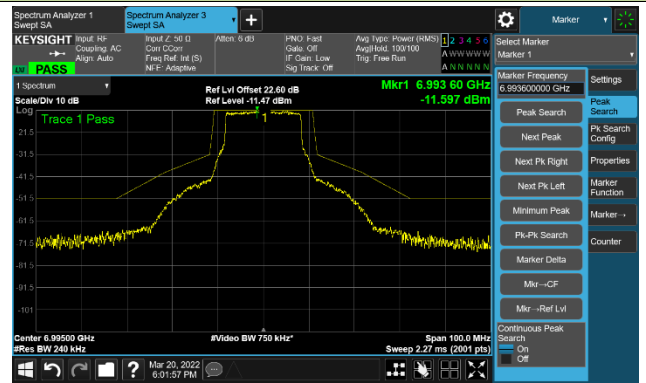 Spectrum Analyzer 1
Swept SA
Spectrum Analyzer 3
Swept SA
Marker
KEYSIGHT
Input: RF
Coupling: AC
Align: Auto
Input Z: 50 Ω
Corr CCorr
Freq Ref: Int (S)
NFE: Adaptive
Atten: 6 dB
PNO: Fast
Gate: Off
IF Gain: Low
Sig Track: Off
Avg Type: Power (RMS)
Avg|Hold: 100/100
Trig: Free Run
1 2 3 4 5 6
A W W W W W
A N N N N N
LVI PASS
Select Marker
Marker 1
1 Spectrum
Scale/Div 10 dB
Ref Lvl Offset 22.60 dB
Ref Level -11.47 dBm
Mkr1 6.993 60 GHz
-11.597 dBm
Log
Trace 1 Pass
1
-21.5
-31.5
-41.5
-51.5
-61.5
-71.5
-81.5
-91.5
-101
Center 6.99500 GHz
#Res BW 240 kHz
#Video BW 750 kHz*
Span 100.0 MHz
Sweep 2.27 ms (2001 pts)
Marker Frequency
6.993600000 GHz
Peak Search
Next Peak
Next Pk Right
Next Pk Left
Minimum Peak
Pk-Pk Search
Marker Delta
Mkr→CF
Mkr→Ref Lvl
Continuous Peak
Search
On
Off
Settings
Peak
Search
Pk Search
Config
Properties
Marker
Function
Marker→
Counter
?
Mar 20, 2022
6:01:57 PM